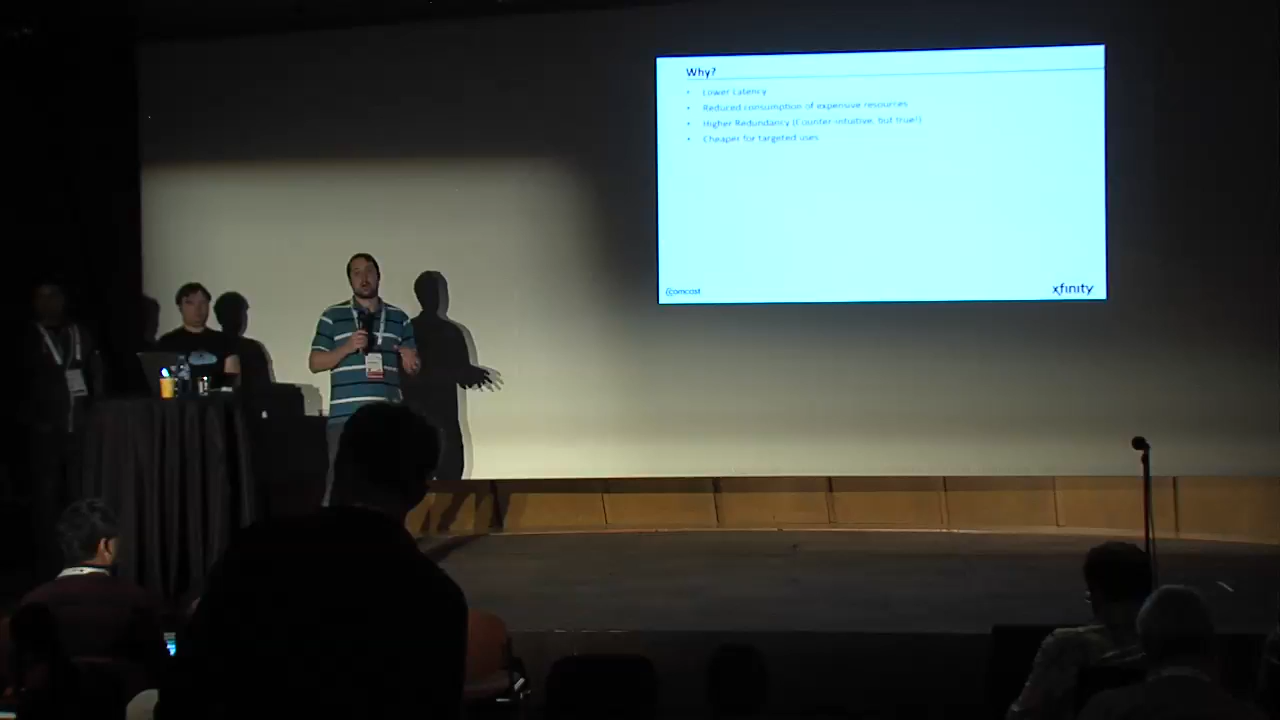 Why?
• Lower Latency
• Reduced consumption of expensive resources
• Higher Redundancy (Counter-intuitive, but true!)
• Cheaper for targeted uses
comcast
xfinity